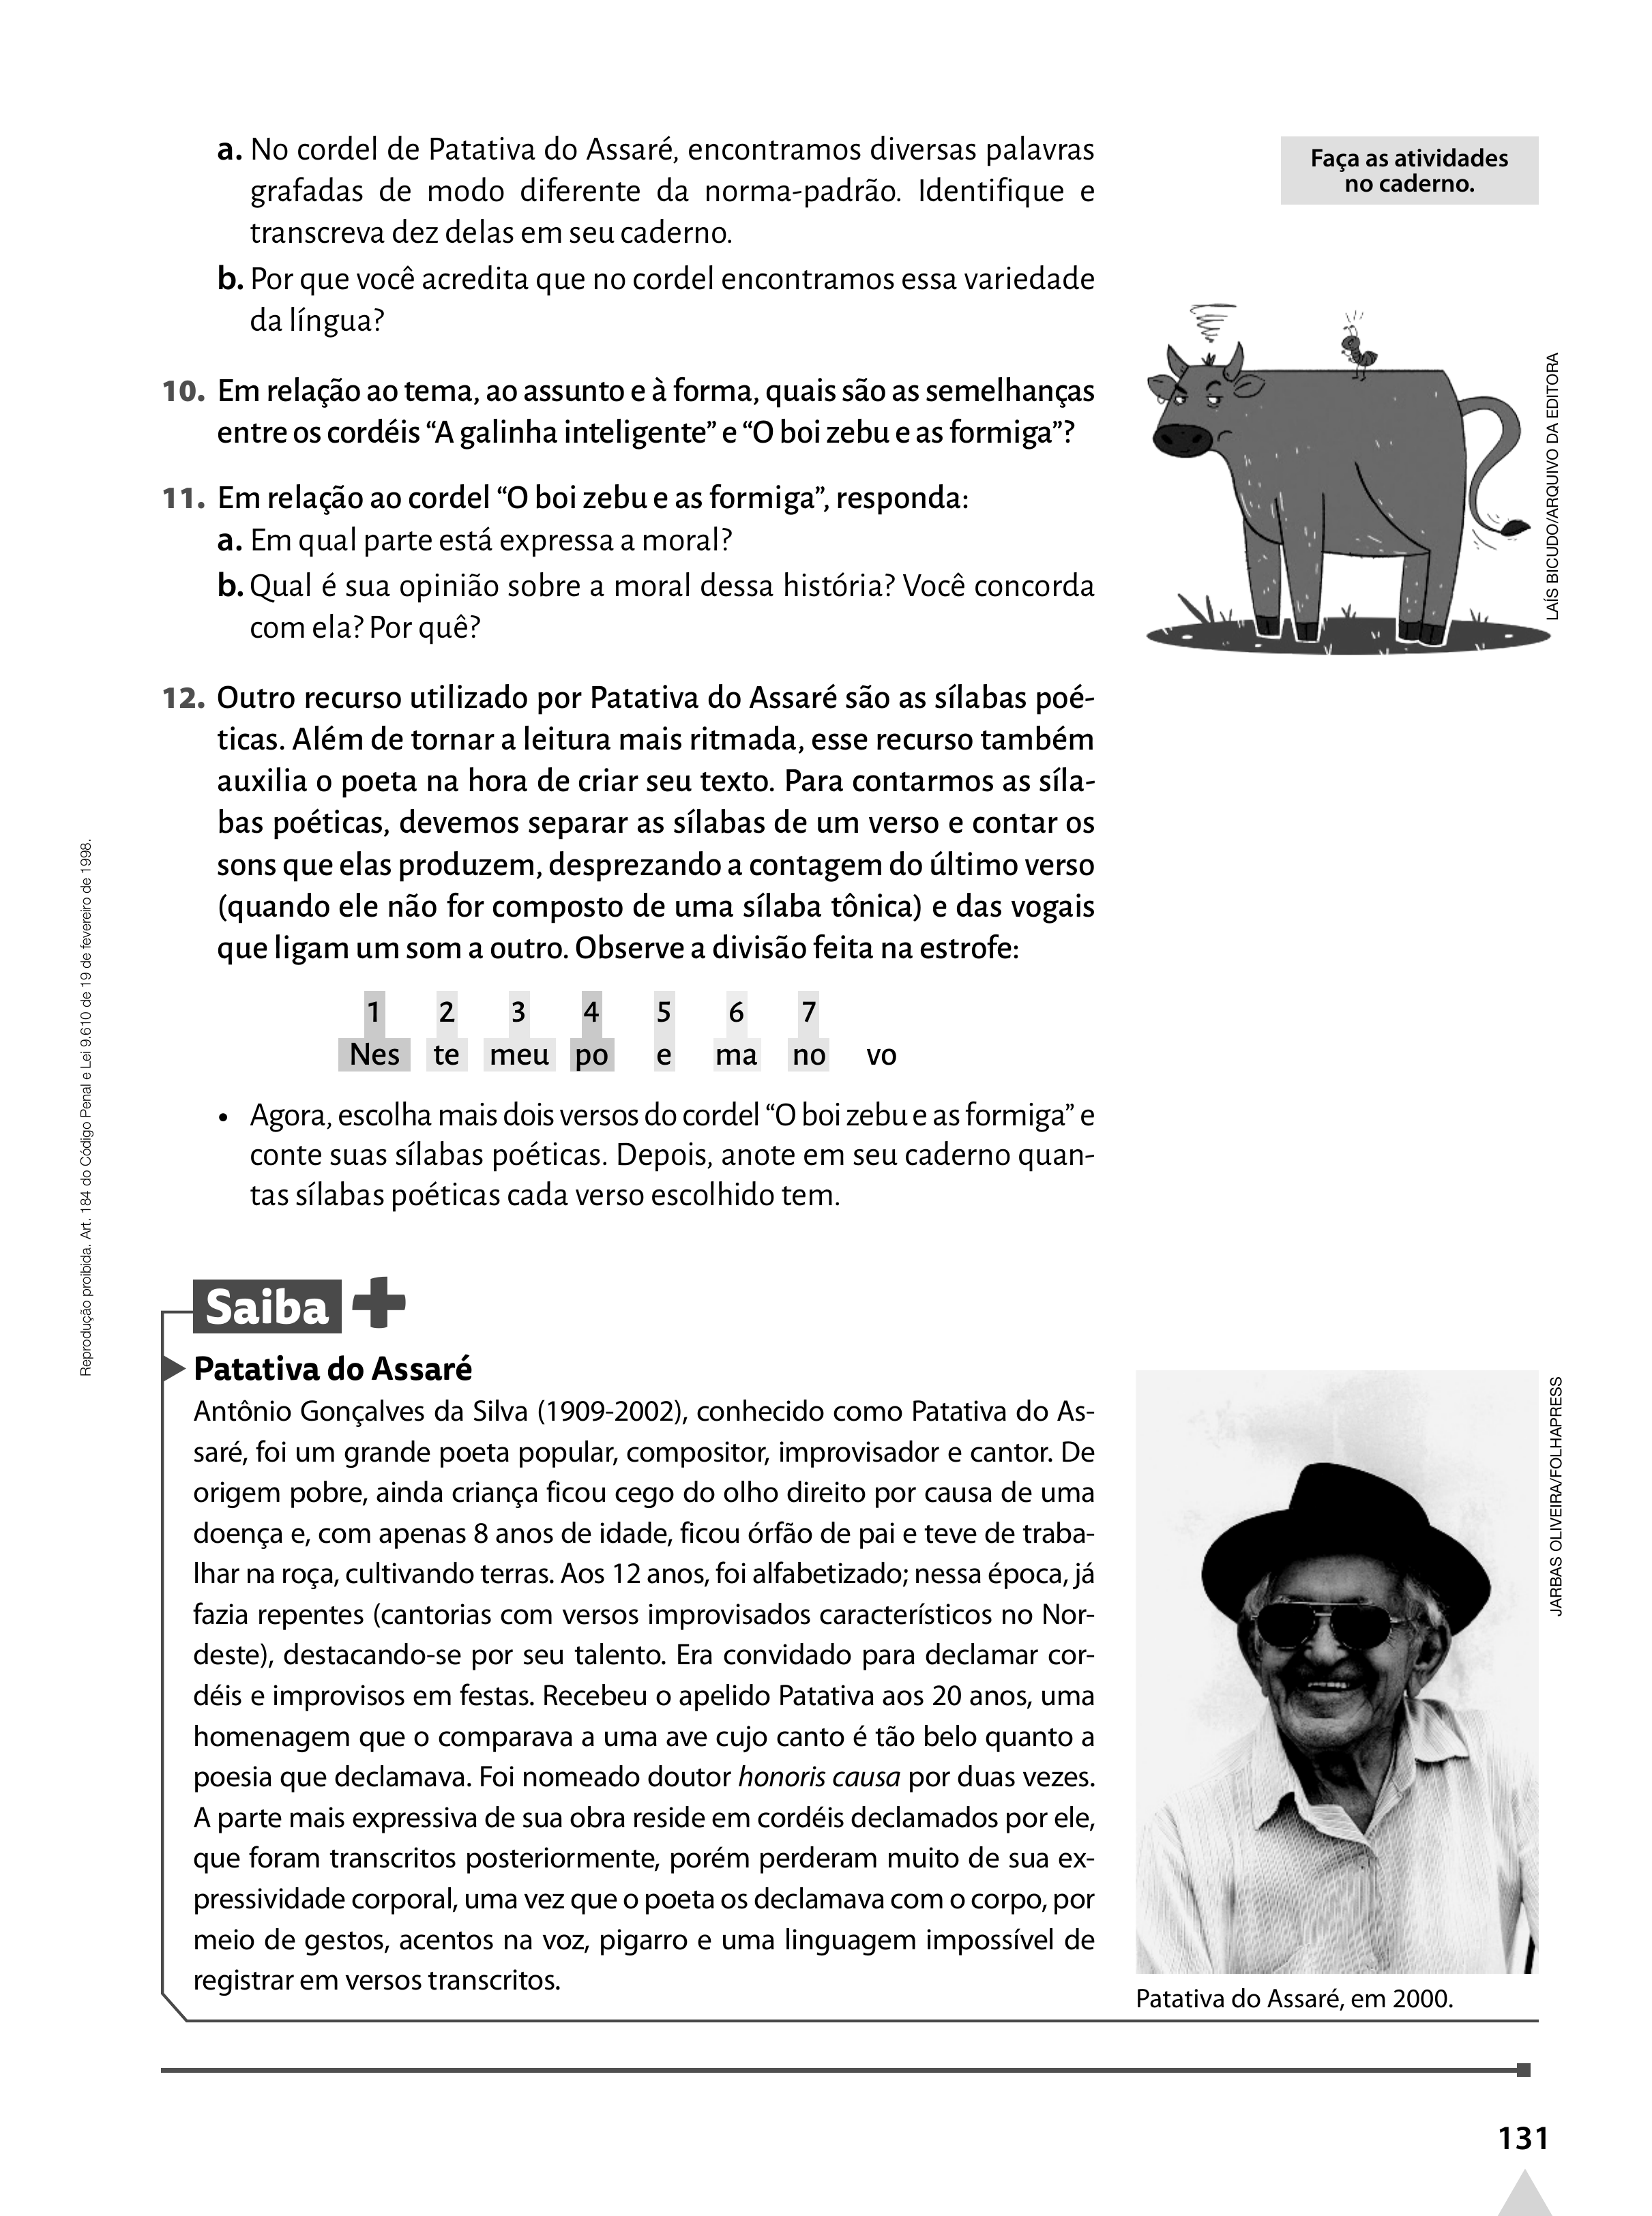 a. No cordel de Patativa do Assaré, encontramos diversas palavras
grafadas de modo diferente da norma-padrão. Identifique e
transcreva dez delas em seu caderno.
b. Por que você acredita que no cordel encontramos essa variedade
da língua?
Faça as atividades
no caderno.
10. Em relação ao tema, ao assunto e à forma, quais são as semelhanças
entre os cordéis “A galinha inteligente” e “O boi zebu e as formiga”?
11. Em relação ao cordel “O boi zebu e as formiga”, responda:
a. Em qual parte está expressa a moral?
b. Qual é sua opinião sobre a moral dessa história? Você concorda
com ela? Por quê?
LAÍS BICUDO/ARQUIVO DA EDITORA
12. Outro recurso utilizado por Patativa do Assaré são as sílabas poé-
ticas. Além de tornar a leitura mais ritmada, esse recurso também
auxilia o poeta na hora de criar seu texto. Para contarmos as síla-
bas poéticas, devemos separar as sílabas de um verso e contar os
sons que elas produzem, desprezando a contagem do último verso
(quando ele não for composto de uma sílaba tônica) e das vogais
que ligam um som a outro. Observe a divisão feita na estrofe:
1 2 3 4 5 6 7
Nes te meu po e ma no vo
• Agora, escolha mais dois versos do cordel “O boi zebu e as formiga” e
conte suas sílabas poéticas. Depois, anote em seu caderno quan-
tas sílabas poéticas cada verso escolhido tem.
Reprodução proibida. Art. 184 do Código Penal e Lei 9.610 de 19 de fevereiro de 1998.
Saiba +
Patativa do Assaré
Antônio Gonçalves da Silva (1909-2002), conhecido como Patativa do As-
saré, foi um grande poeta popular, compositor, improvisador e cantor. De
origem pobre, ainda criança ficou cego do olho direito por causa de uma
doença e, com apenas 8 anos de idade, ficou órfão de pai e teve de traba-
lhar na roça, cultivando terras. Aos 12 anos, foi alfabetizado; nessa época, já
fazia repentes (cantorias com versos improvisados característicos no Nor-
deste), destacando-se por seu talento. Era convidado para declamar cor-
déis e improvisos em festas. Recebeu o apelido Patativa aos 20 anos, uma
homenagem que o comparava a uma ave cujo canto é tão belo quanto a
poesia que declamava. Foi nomeado doutor honoris causa por duas vezes.
A parte mais expressiva de sua obra reside em cordéis declamados por ele,
que foram transcritos posteriormente, porém perderam muito de sua ex-
pressividade corporal, uma vez que o poeta os declamava com o corpo, por
meio de gestos, acentos na voz, pigarro e uma linguagem impossível de
registrar em versos transcritos.
JARBAS OLIVEIRA/FOLHAPRESS
Patativa do Assaré, em 2000.
131